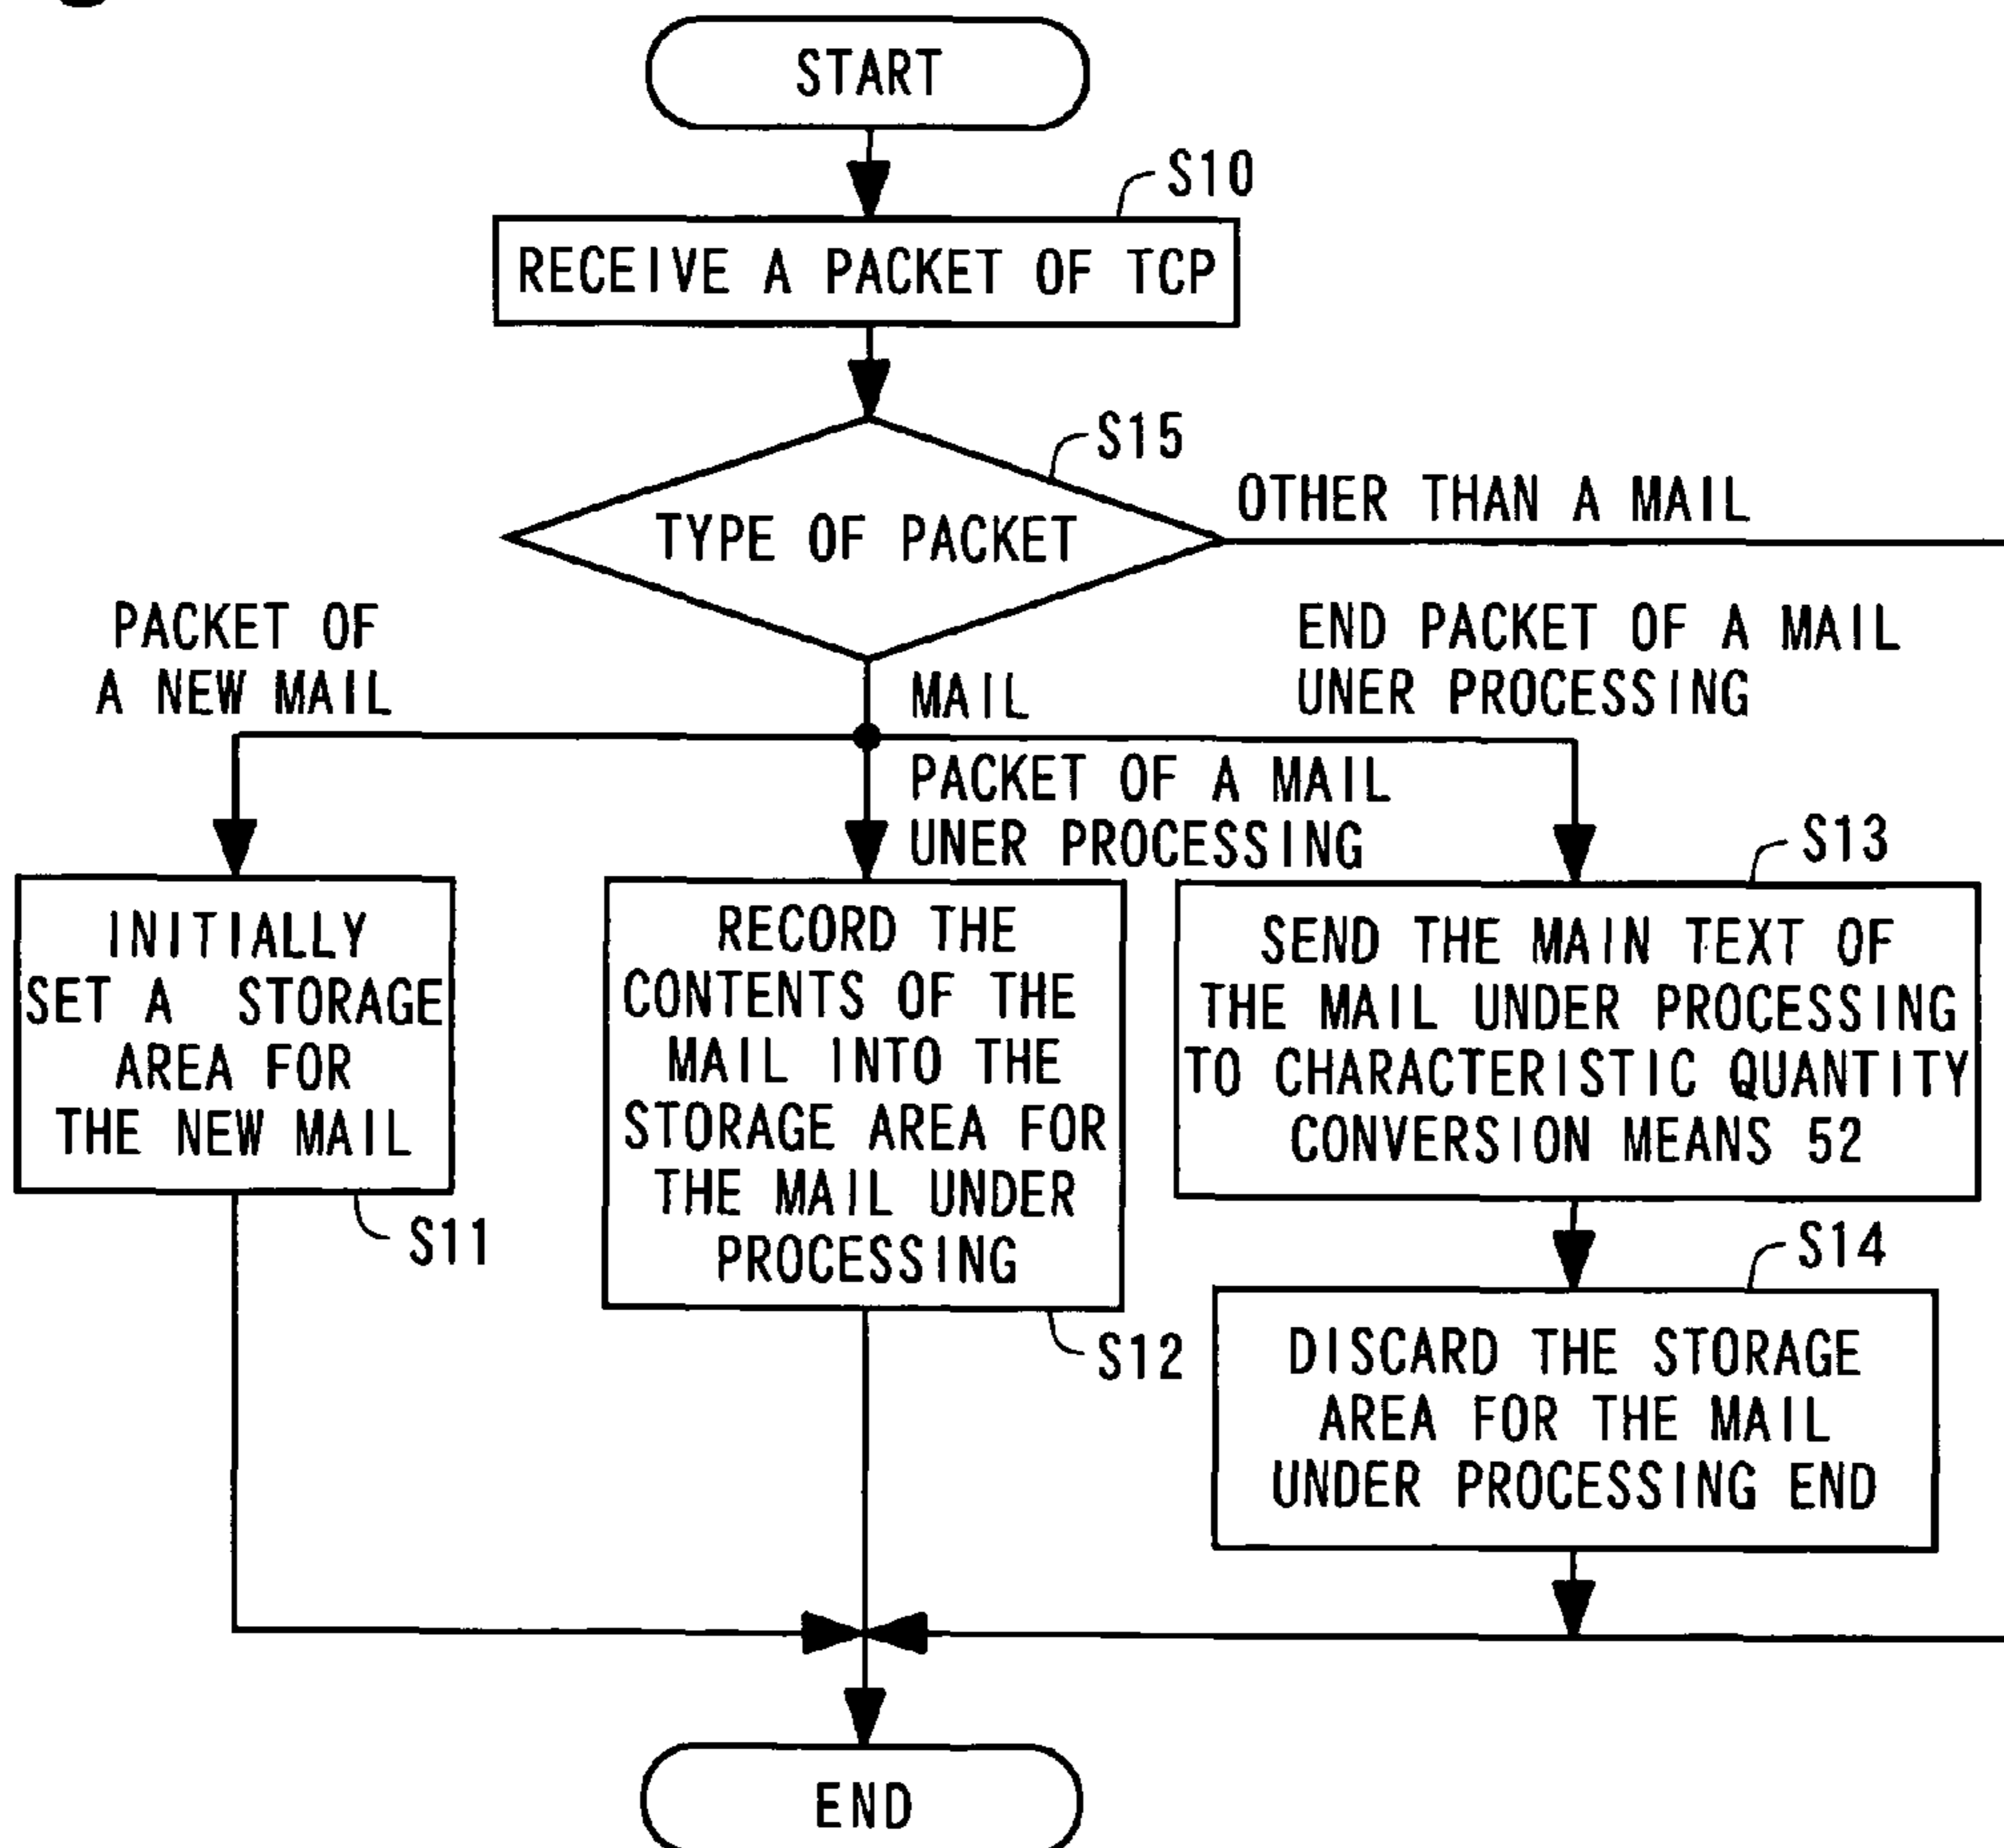 START
S10
RECEIVE A PACKET OF TCP
S15
TYPE OF PACKET
OTHER THAN A MAIL
PACKET OF
A NEW MAIL
MAIL
END PACKET OF A MAIL
UNER PROCESSING
PACKET OF A MAIL
UNER PROCESSING
INITIALLY
SET A STORAGE
AREA FOR
THE NEW MAIL
S11
RECORD THE
CONTENTS OF THE
MAIL INTO THE
STORAGE AREA FOR
THE MAIL UNDER
PROCESSING
S12
S13
SEND THE MAIN TEXT OF
THE MAIL UNDER PROCESSING
TO CHARACTERISTIC QUANTITY
CONVERSION MEANS 52
S14
DISCARD THE STORAGE
AREA FOR THE MAIL
UNDER PROCESSING END
END